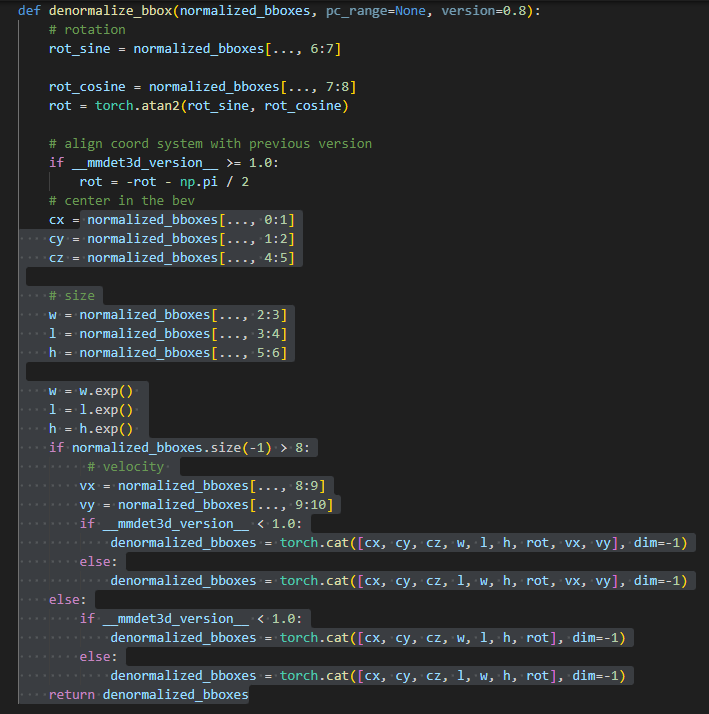 def denormalize_bbox(normalized_bboxes, pc_range=None, version=0.8):
    # rotation
    rot_sine = normalized_bboxes[..., 6:7]

    rot_cosine = normalized_bboxes[..., 7:8]
    rot = torch.atan2(rot_sine, rot_cosine)

    # align coord system with previous version
    if __mmdet3d_version__ >= 1.0:
        rot = -rot - np.pi / 2
    # center in the bev
    cx = normalized_bboxes[..., 0:1]
    cy = normalized_bboxes[..., 1:2]
    cz = normalized_bboxes[..., 4:5]

    # size
    w = normalized_bboxes[..., 2:3]
    l = normalized_bboxes[..., 3:4]
    h = normalized_bboxes[..., 5:6]

    w = w.exp()
    l = l.exp()
    h = h.exp()
    if normalized_bboxes.size(-1) > 8:
         # velocity
        vx = normalized_bboxes[..., 8:9]
        vy = normalized_bboxes[..., 9:10]
        if __mmdet3d_version__ < 1.0:
            denormalized_bboxes = torch.cat([cx, cy, cz, w, l, h, rot, vx, vy], dim=-1)
        else:
            denormalized_bboxes = torch.cat([cx, cy, cz, l, w, h, rot, vx, vy], dim=-1)
    else:
        if __mmdet3d_version__ < 1.0:
            denormalized_bboxes = torch.cat([cx, cy, cz, w, l, h, rot], dim=-1)
        else:
            denormalized_bboxes = torch.cat([cx, cy, cz, l, w, h, rot], dim=-1)
    return denormalized_bboxes